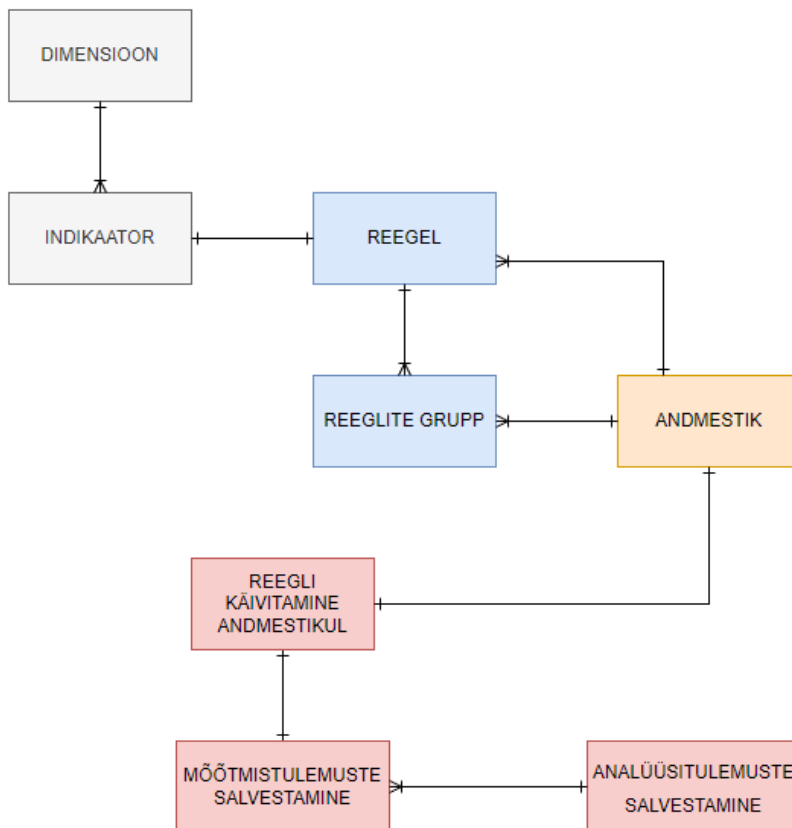 DIMENSIOON
INDIKAATOR
REEGEL
REEGLITE GRUPP
ANDMESTIK
REEGLI
KÄIVITAMINE
ANDMESTIKUL
MÕÕTMISTULEMUSTE
SALVESTAMINE
ANALÜÜSITULEMUSTE
SALVESTAMINE